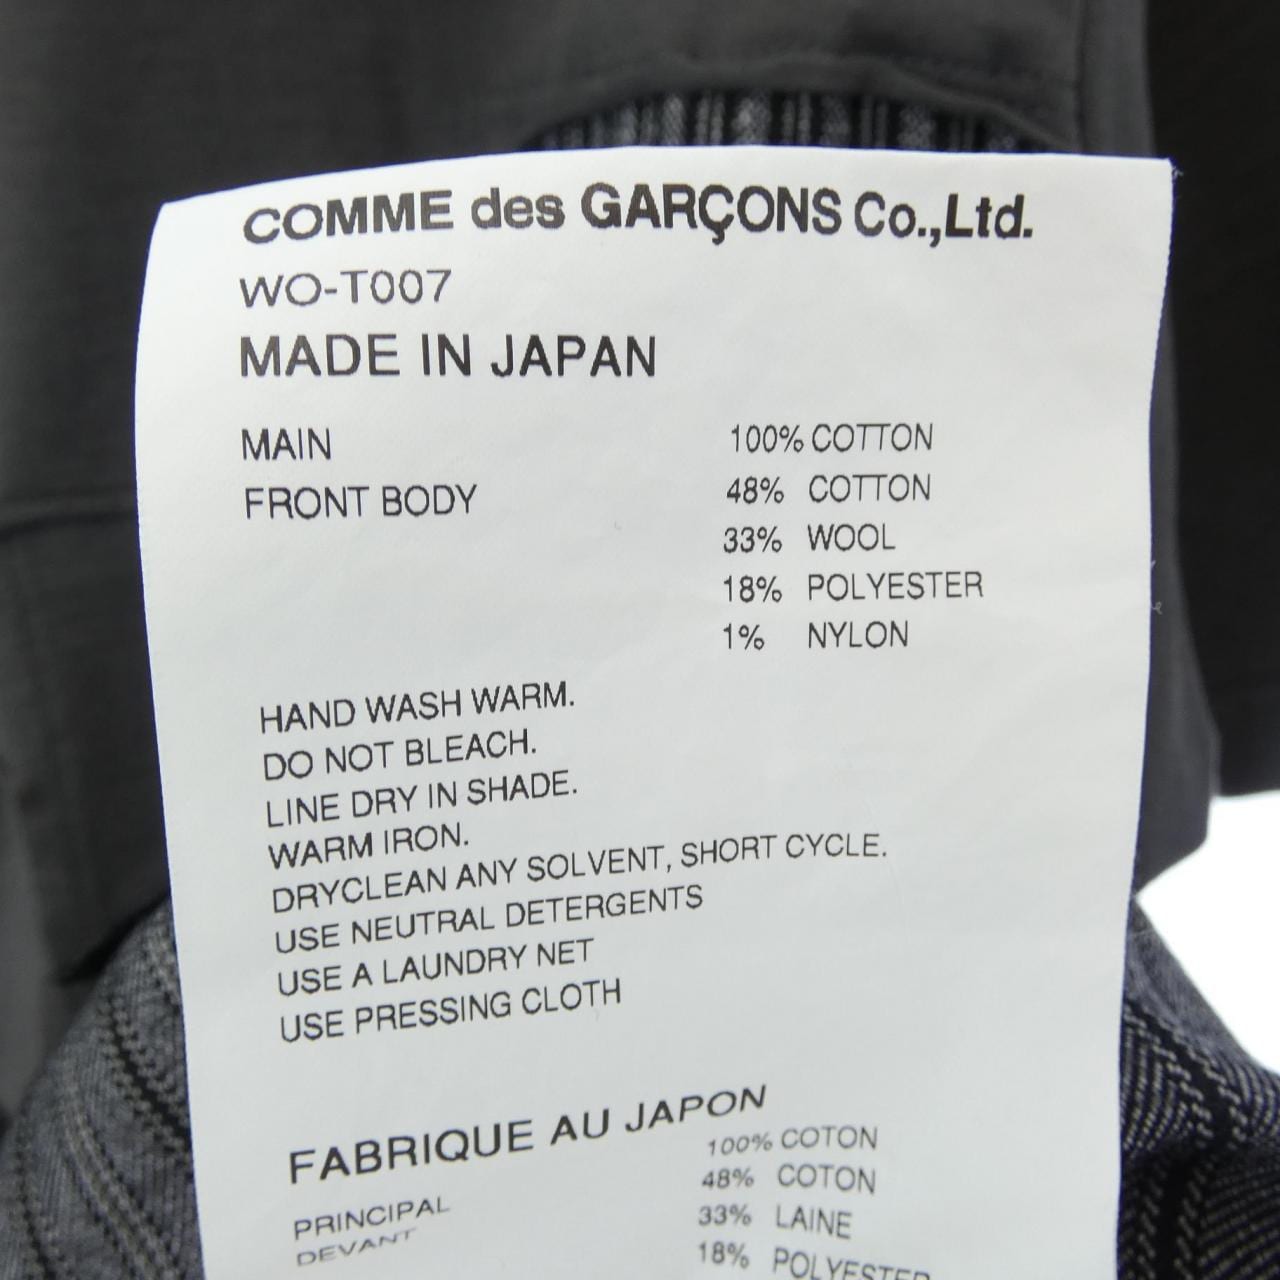 COMME des GARÇONS Co.,Ltd.
WO-T007
MADE IN JAPAN
MAIN 100% COTTON
FRONT BODY 48% COTTON
33% WOOL
18% POLYESTER
1% NYLON
HAND WASH WARM.
DO NOT BLEACH.
LINE DRY IN SHADE.
WARM IRON.
DRYCLEAN ANY SOLVENT, SHORT CYCLE.
USE NEUTRAL DETERGENTS
USE A LAUNDRY NET
USE PRESSING CLOTH
FABRIQUE AU JAPON
PRINCIPAL 100% COTON
DEVANT 48% COTON
33% LAINE
18% POLYESTER